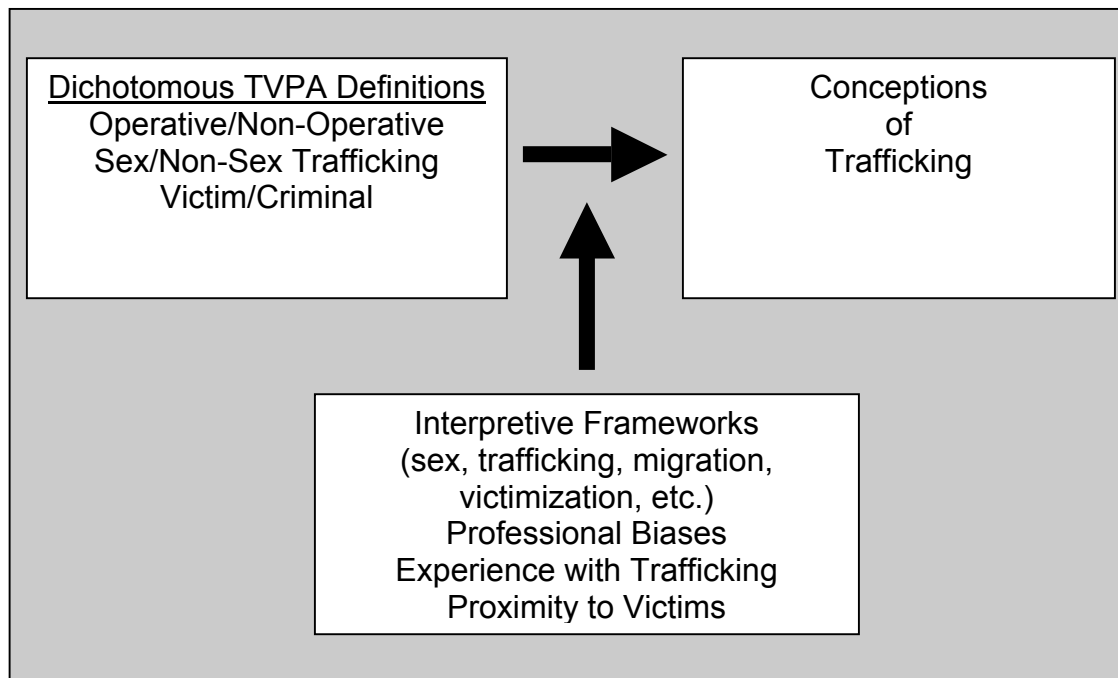 Dichotomous TVPA Definitions
Operative/Non-Operative
Sex/Non-Sex Trafficking
Victim/Criminal
Conceptions
of
Trafficking
Interpretive Frameworks
(sex, trafficking, migration,
victimization, etc.)
Professional Biases
Experience with Trafficking
Proximity to Victims